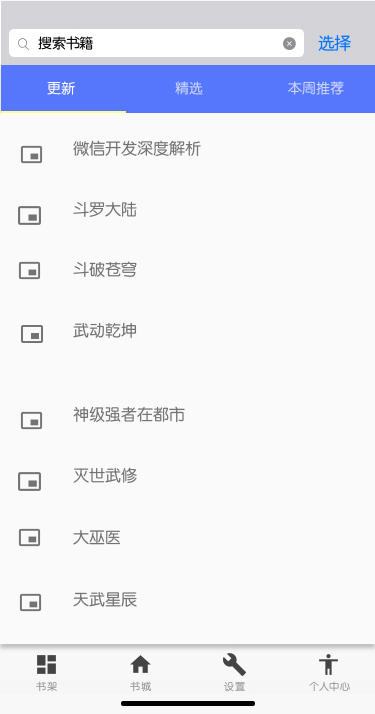 搜索书籍
选择
更新
精选
本周推荐
微信开发深度解析
斗罗大陆
斗破苍穹
武动乾坤
神级强者在都市
灭世武修
大巫医
天武星辰
书架
书城
设置
个人中心